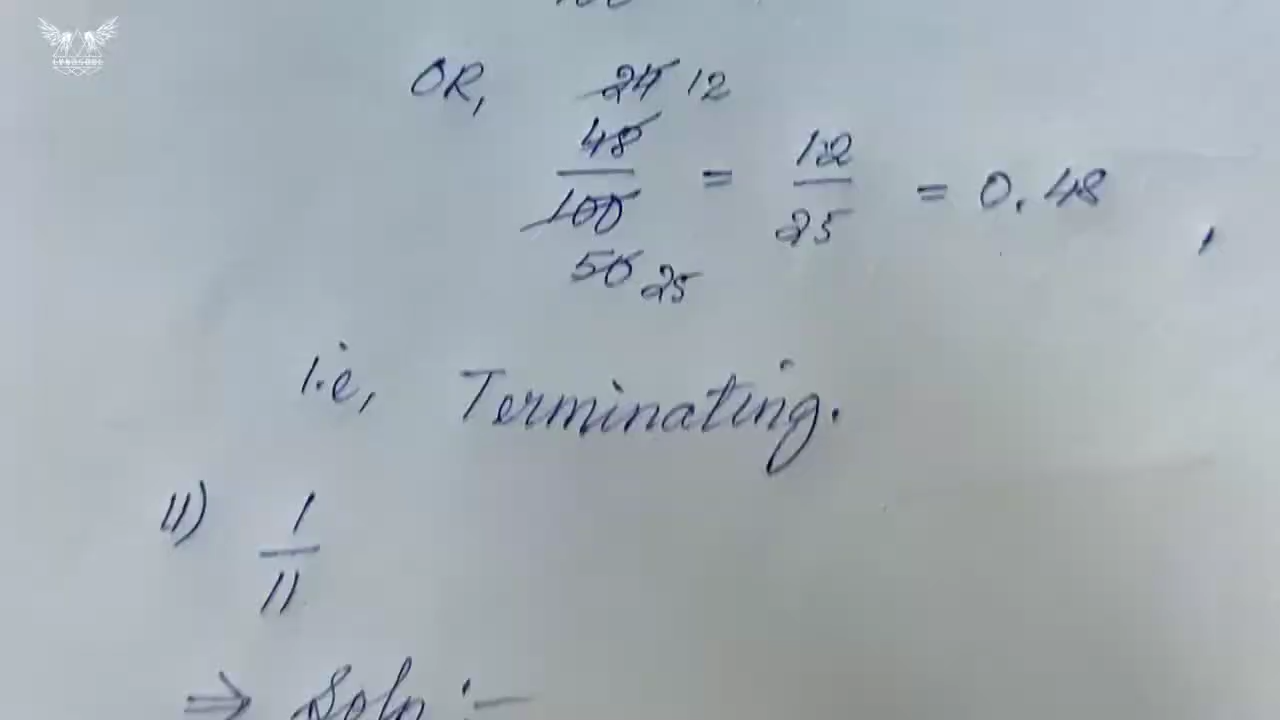 OR, 24 12
48
100
50 25
= 12/25 = 0.48,
i.e, Terminating.
II) 1/11
⇒ Soln :-